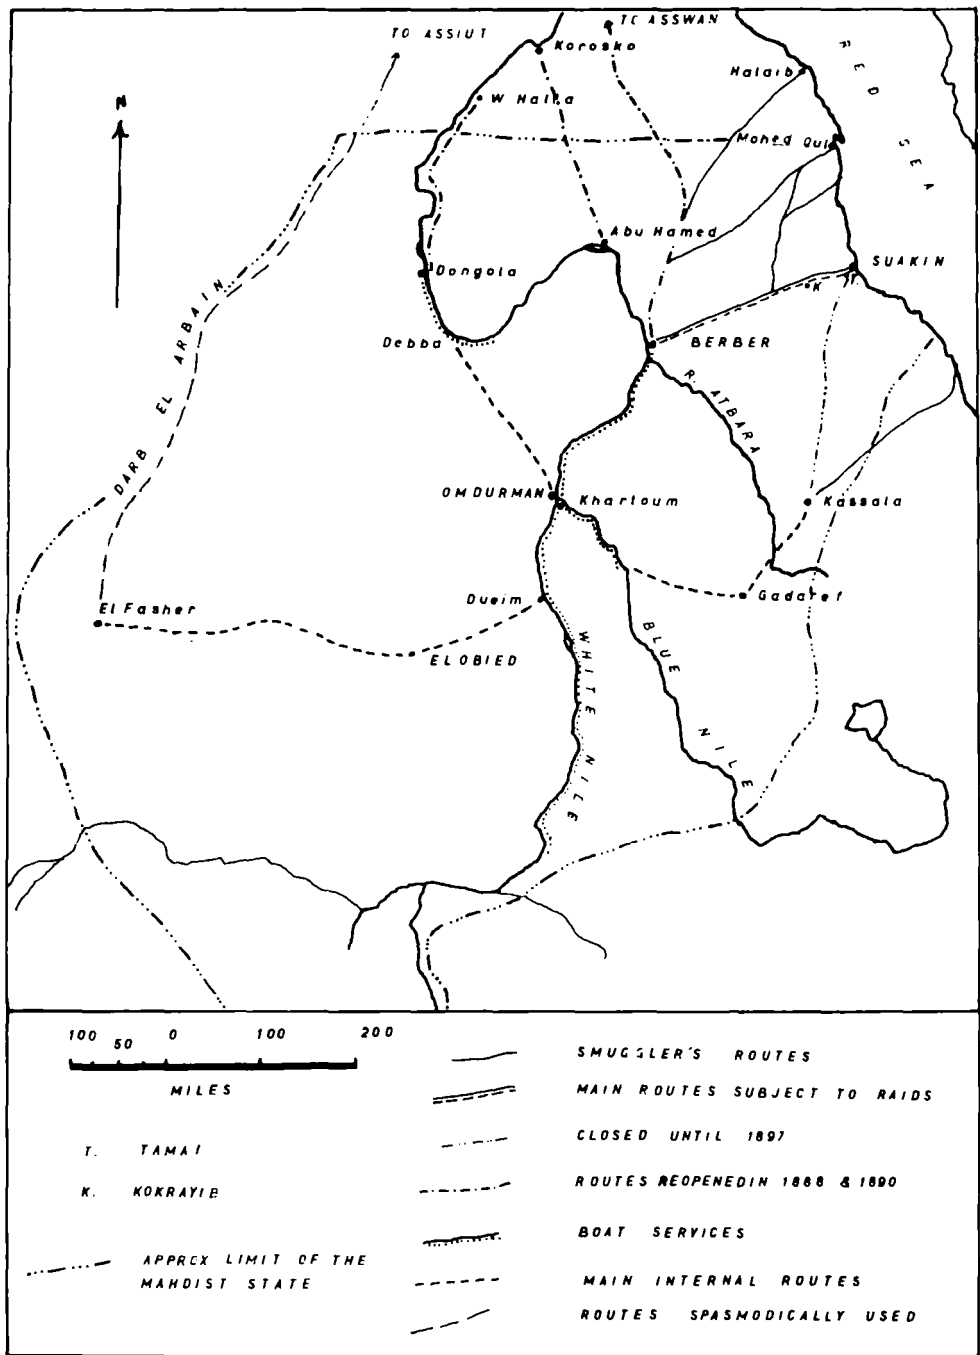 TO ASSIUT
TO ASSWAN
Korosko
RED SEA
Halaib
N
W Halfa
Mohed Qul
Abu Hamed
SUAKIN
Dongola
T.
K
DARB EL ARBAIN
Debba
BERBER
R. ATBARA
OMDURMAN
Khartoum
Kassala
El Fasher
Dueim
Gadaref
EL OBIED
WHITE NILE
BLUE NILE
100 50 0 100 200
MILES
T. TAMAI
K. KOKRAYIB
APPROX LIMIT OF THE
MAHDIST STATE
SMUGGLER'S ROUTES
MAIN ROUTES SUBJECT TO RAIDS
CLOSED UNTIL 1897
ROUTES REOPENEDIN 1888 & 1890
BOAT SERVICES
MAIN INTERNAL ROUTES
ROUTES SPASMODICALLY USED